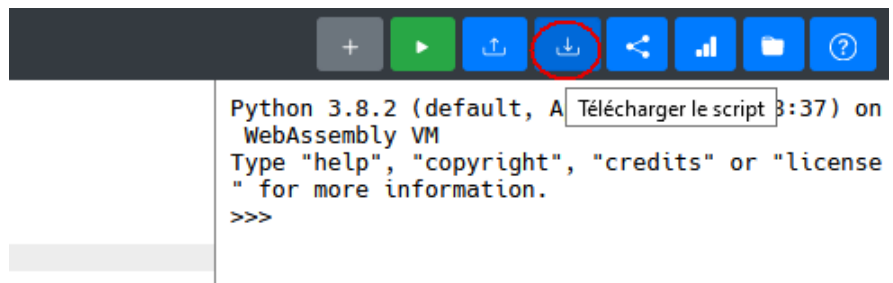 Python 3.8.2 (default, A Télécharger le script 3:37) on
WebAssembly VM
Type "help", "copyright", "credits" or "license
" for more information.
>>>